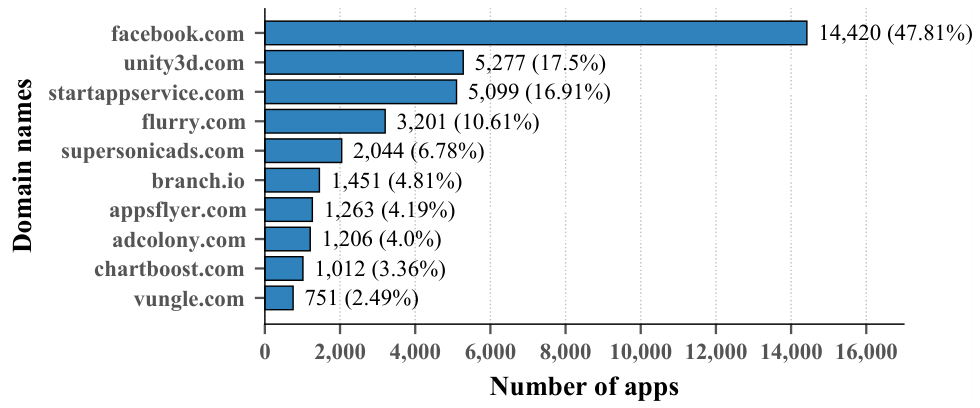 Domain names
facebook.com 14,420 (47.81%)
unity3d.com 5,277 (17.5%)
startappservice.com 5,099 (16.91%)
flurry.com 3,201 (10.61%)
supersonicads.com 2,044 (6.78%)
branch.io 1,451 (4.81%)
appsflyer.com 1,263 (4.19%)
adcolony.com 1,206 (4.0%)
chartboost.com 1,012 (3.36%)
vungle.com 751 (2.49%)
0 2,000 4,000 6,000 8,000 10,000 12,000 14,000 16,000
Number of apps